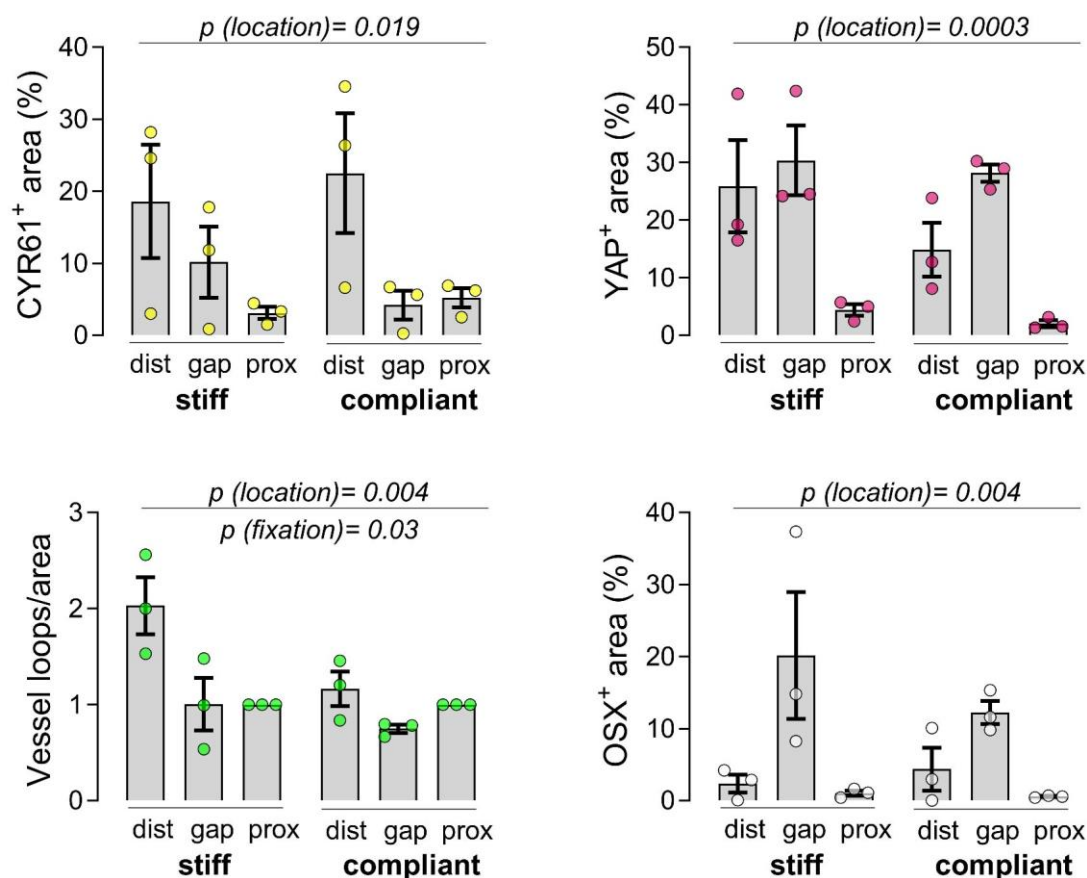 p (location)= 0.019
CYR61+ area (%)
40
30
20
10
0
dist gap prox dist gap prox
stiff compliant
p (location)= 0.0003
YAP+ area (%)
50
40
30
20
10
0
dist gap prox dist gap prox
stiff compliant
p (location)= 0.004
p (fixation)= 0.03
Vessel loops/area
3
2
1
0
dist gap prox dist gap prox
stiff compliant
p (location)= 0.004
OSX+ area (%)
40
30
20
10
0
dist gap prox dist gap prox
stiff compliant